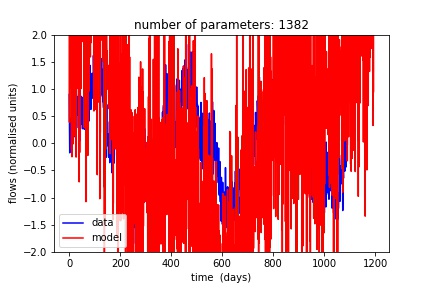 number of parameters: 1382
flows (normalised units)
2.0
1.5
1.0
0.5
0.0
-0.5
-1.0
-1.5
-2.0
data
model
0 200 400 600 800 1000 1200
time (days)